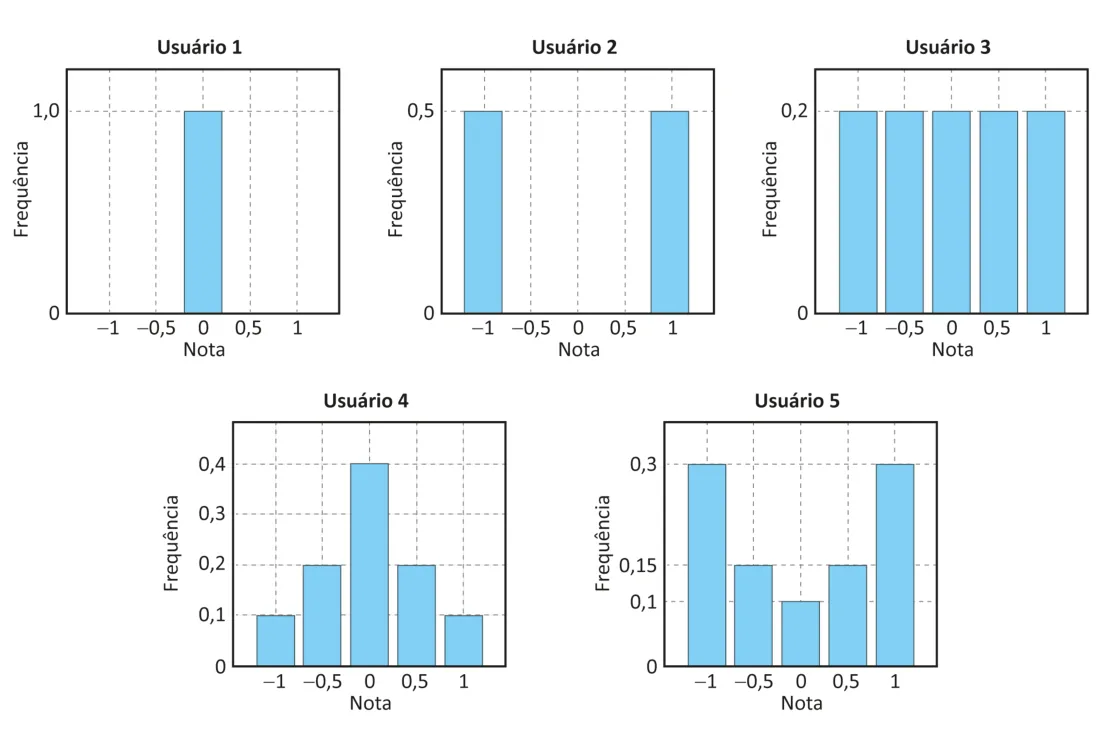 Usuário 1
Frequência
1,0
0
−1 −0,5 0 0,5 1
Nota
Usuário 2
Frequência
0,5
0
−1 −0,5 0 0,5 1
Nota
Usuário 3
Frequência
0,2
0
−1 −0,5 0 0,5 1
Nota
Usuário 4
Frequência
0,4
0,3
0,2
0,1
0
−1 −0,5 0 0,5 1
Nota
Usuário 5
Frequência
0,3
0,15
0,1
0
−1 −0,5 0 0,5 1
Nota